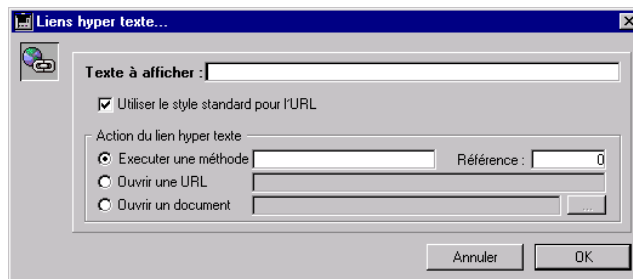 Liens hyper texte...
Texte à afficher :
Utiliser le style standard pour l'URL
Action du lien hyper texte
Executer une méthode Référence : 0
Ouvrir une URL
Ouvrir un document ...
Annuler OK